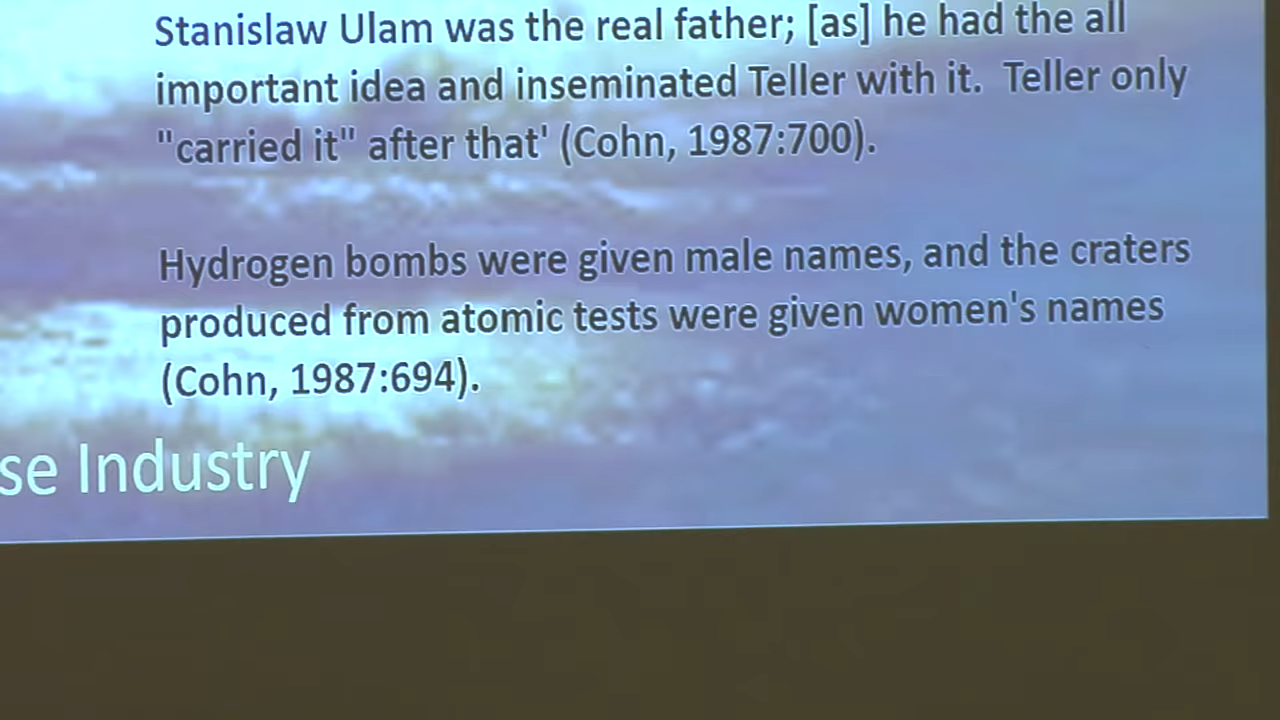 Stanislaw Ulam was the real father; [as] he had the all
important idea and inseminated Teller with it.  Teller only
"carried it" after that' (Cohn, 1987:700).
Hydrogen bombs were given male names, and the craters
produced from atomic tests were given women's names
(Cohn, 1987:694).
se Industry